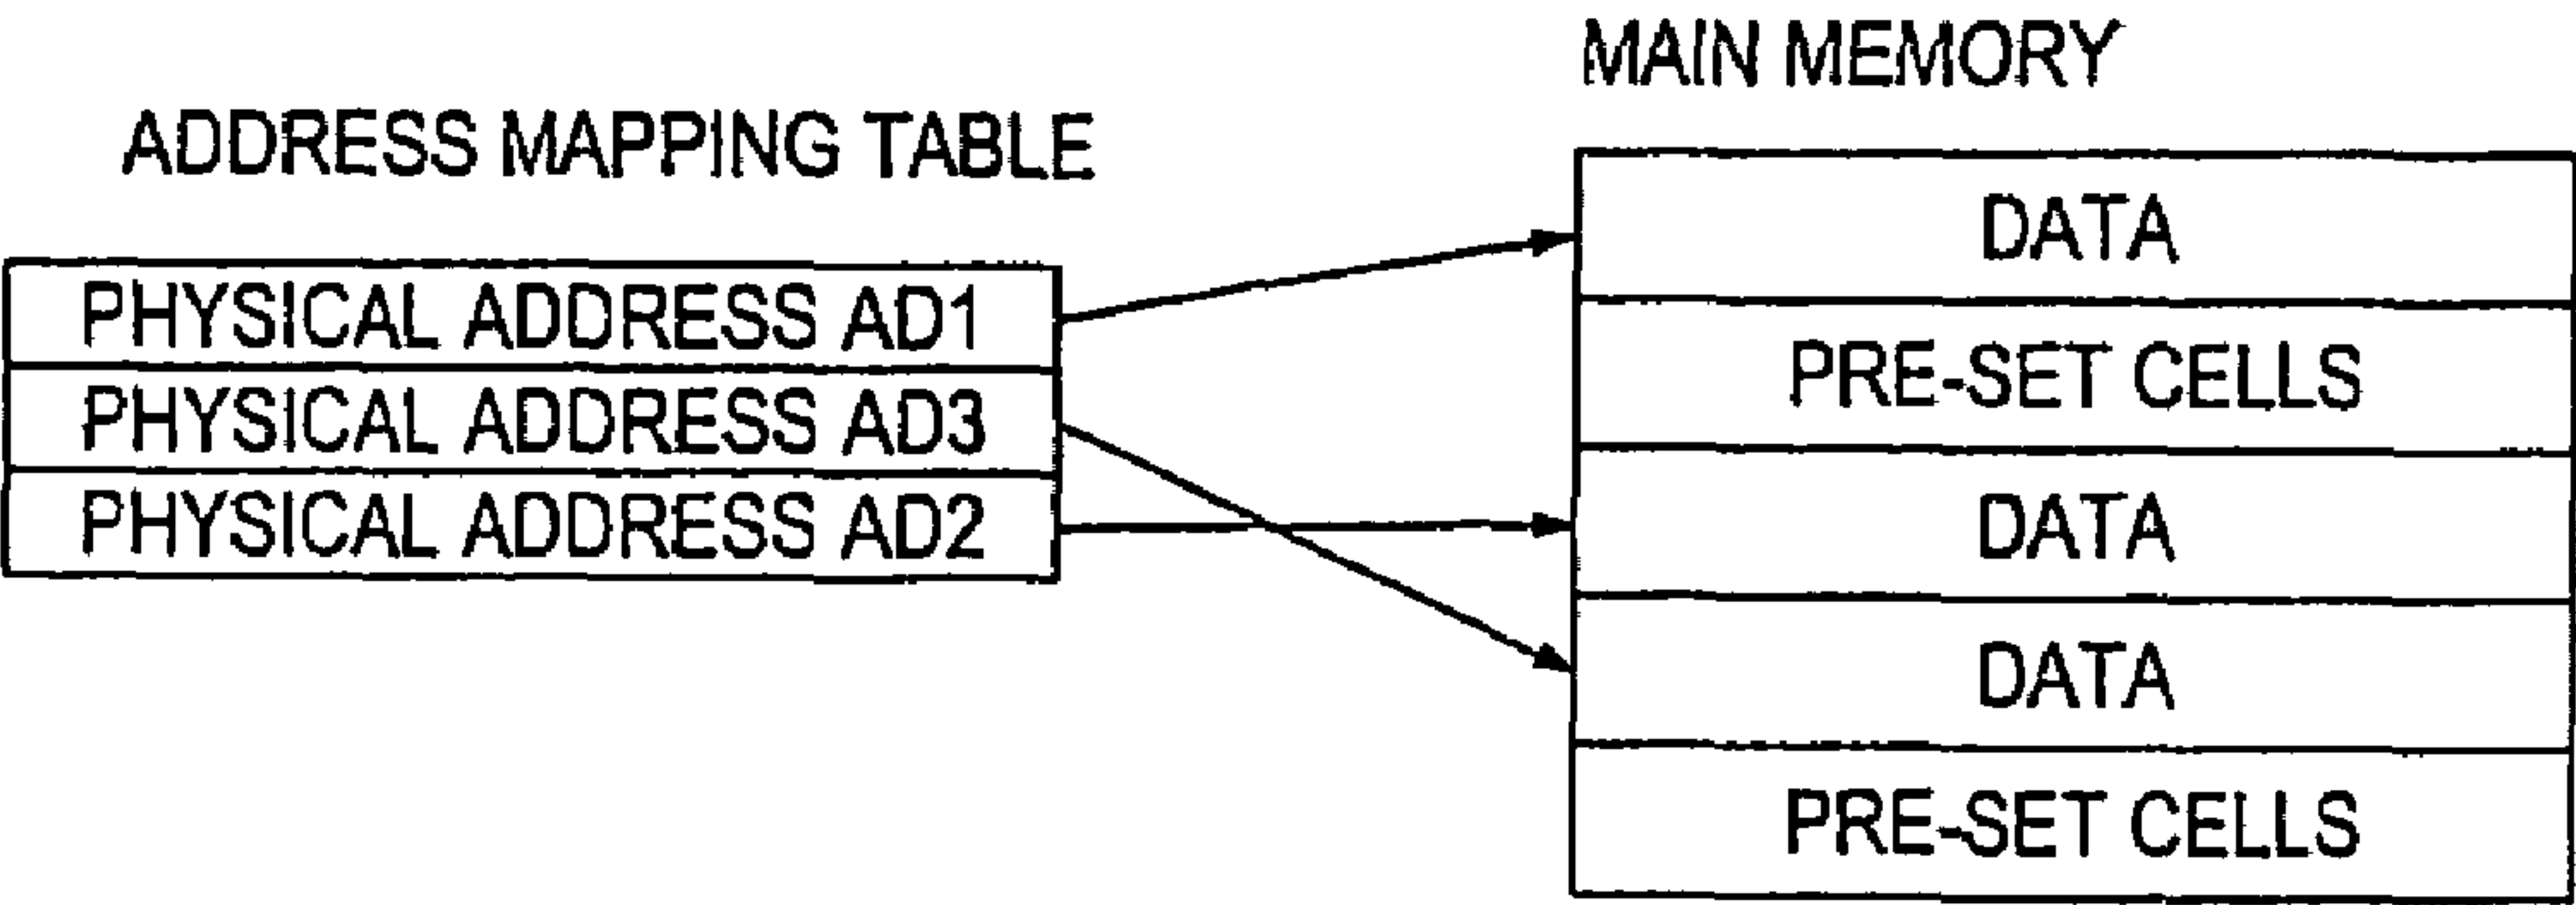 MAIN MEMORY
ADDRESS MAPPING TABLE
PHYSICAL ADDRESS AD1
PHYSICAL ADDRESS AD3
PHYSICAL ADDRESS AD2
DATA
PRE-SET CELLS
DATA
DATA
PRE-SET CELLS